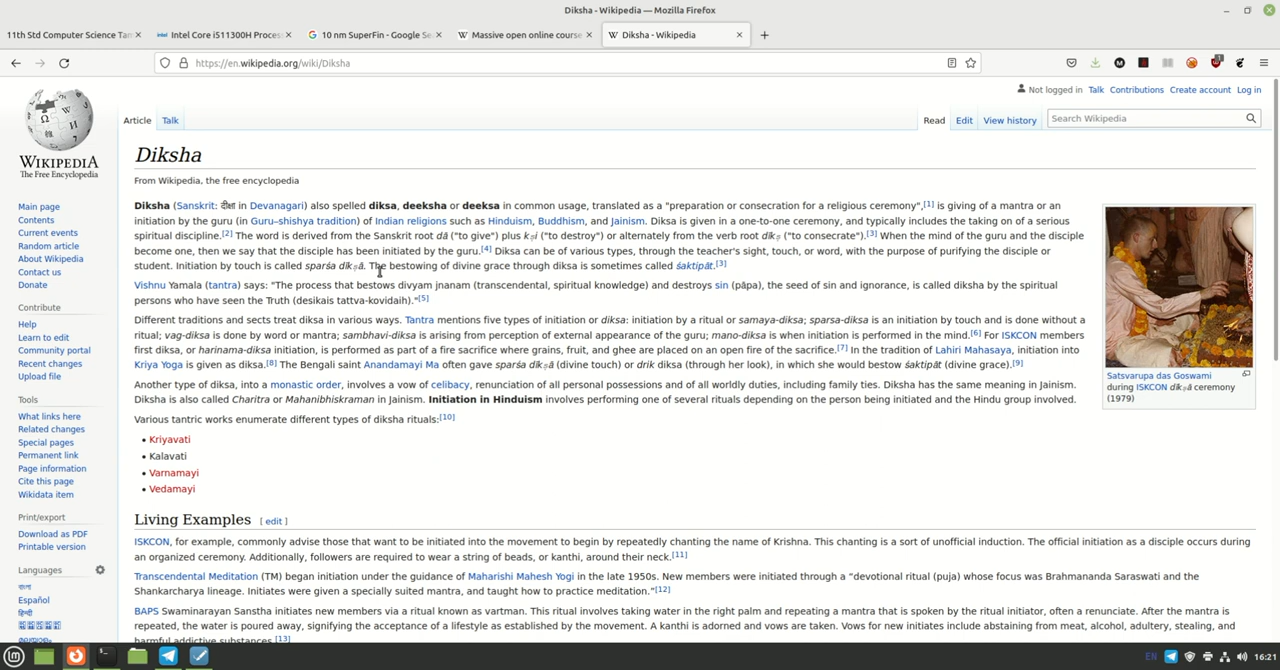 Diksha - Wikipedia — Mozilla Firefox
11th Std Computer Science Tan
Intel Core i511300H Process
10 nm SuperFin - Google Se
Massive open online course
Diksha - Wikipedia
https://en.wikipedia.org/wiki/Diksha
Not logged in Talk Contributions Create account Log in
Article Talk Read Edit View history Search Wikipedia
WIKIPEDIA
The Free Encyclopedia
Main page
Contents
Current events
Random article
About Wikipedia
Contact us
Donate
Contribute
Help
Learn to edit
Community portal
Recent changes
Upload file
Tools
What links here
Related changes
Special pages
Permanent link
Page information
Cite this page
Wikidata item
Print/export
Download as PDF
Printable version
Languages
বাংলা
Español
हिन्दी
Diksha
From Wikipedia, the free encyclopedia
Diksha (Sanskrit: दीक्षा in Devanagari) also spelled diksa, deeksha or deeksa in common usage, translated as a "preparation or consecration for a religious ceremony",[1] is giving of a mantra or an
initiation by the guru (in Guru–shishya tradition) of Indian religions such as Hinduism, Buddhism, and Jainism. Diksa is given in a one-to-one ceremony, and typically includes the taking on of a serious
spiritual discipline.[2] The word is derived from the Sanskrit root dā ("to give") plus kṣi ("to destroy") or alternately from the verb root dīkṣ ("to consecrate").[3] When the mind of the guru and the disciple
become one, then we say that the disciple has been initiated by the guru.[4] Diksa can be of various types, through the teacher's sight, touch, or word, with the purpose of purifying the disciple or
student. Initiation by touch is called sparśa dīkṣā. The bestowing of divine grace through diksa is sometimes called śaktipāt.[3]
Vishnu Yamala (tantra) says: "The process that bestows divyam jnanam (transcendental, spiritual knowledge) and destroys sin (pāpa), the seed of sin and ignorance, is called diksha by the spiritual
persons who have seen the Truth (desikais tattva-kovidaih)."[5]
Different traditions and sects treat diksa in various ways. Tantra mentions five types of initiation or diksa: initiation by a ritual or samaya-diksa; sparsa-diksa is an initiation by touch and is done without a
ritual; vag-diksa is done by word or mantra; sambhavi-diksa is arising from perception of external appearance of the guru; mano-diksa is when initiation is performed in the mind.[6] For ISKCON members
first diksa, or harinama-diksa initiation, is performed as part of a fire sacrifice where grains, fruit, and ghee are placed on an open fire of the sacrifice.[7] In the tradition of Lahiri Mahasaya, initiation into
Kriya Yoga is given as diksa.[8] The Bengali saint Anandamayi Ma often gave sparśa dīkṣā (divine touch) or drik diksa (through her look), in which she would bestow śaktipāt (divine grace).[9]
Another type of diksa, into a monastic order, involves a vow of celibacy, renunciation of all personal possessions and of all worldly duties, including family ties. Diksha has the same meaning in Jainism.
Diksha is also called Charitra or Mahanibhiskraman in Jainism. Initiation in Hinduism involves performing one of several rituals depending on the person being initiated and the Hindu group involved.
Various tantric works enumerate different types of diksha rituals:[10]
• Kriyavati
• Kalavati
• Varnamayi
• Vedamayi
Satsvarupa das Goswami
during ISKCON dīkṣā ceremony
(1979)
Living Examples [ edit ]
ISKCON, for example, commonly advise those that want to be initiated into the movement to begin by repeatedly chanting the name of Krishna. This chanting is a sort of unofficial induction. The official initiation as a disciple occurs during
an organized ceremony. Additionally, followers are required to wear a string of beads, or kanthi, around their neck.[11]
Transcendental Meditation (TM) began initiation under the guidance of Maharishi Mahesh Yogi in the late 1950s. New members were initiated through a "devotional ritual (puja) whose focus was Brahmananda Saraswati and the
Shankarcharya lineage. Initiates were given a specially suited mantra, and taught how to practice meditation."[12]
BAPS Swaminarayan Sanstha initiates new members via a ritual known as vartman. This ritual involves taking water in the right palm and repeating a mantra that is spoken by the ritual initiator, often a renunciate. After the mantra is
repeated, the water is poured away, signifying the acceptance of a lifestyle as established by the movement. A kanthi is adorned and vows are taken. Vows for new initiates include abstaining from meat, alcohol, adultery, stealing, and
harmful addictive substances.[13]
EN 16:21